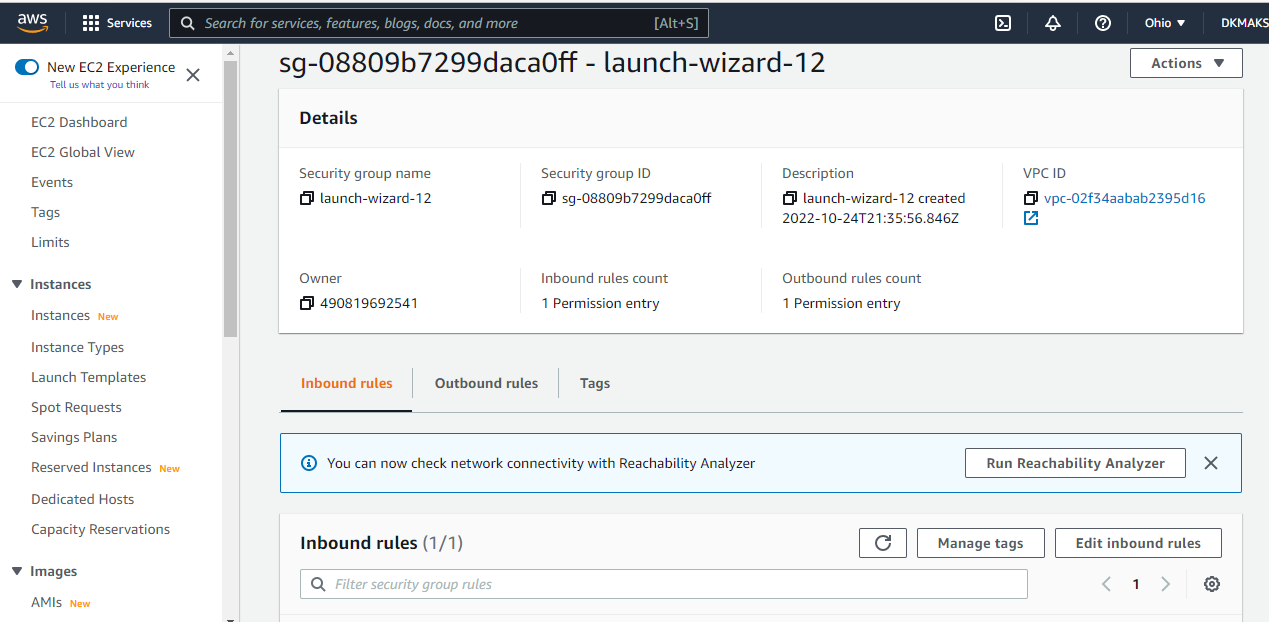 aws
Services
Search for services, features, blogs, docs, and more [Alt+S]
Ohio ▼
DKMAKS
New EC2 Experience
Tell us what you think
EC2 Dashboard
EC2 Global View
Events
Tags
Limits
Instances
Instances New
Instance Types
Launch Templates
Spot Requests
Savings Plans
Reserved Instances New
Dedicated Hosts
Capacity Reservations
Images
AMIs New
sg-08809b7299daca0ff - launch-wizard-12
Actions ▼
Details
Security group name
launch-wizard-12
Security group ID
sg-08809b7299daca0ff
Description
launch-wizard-12 created
2022-10-24T21:35:56.846Z
VPC ID
vpc-02f34aabab2395d16
Owner
490819692541
Inbound rules count
1 Permission entry
Outbound rules count
1 Permission entry
Inbound rules
Outbound rules
Tags
You can now check network connectivity with Reachability Analyzer
Run Reachability Analyzer
Inbound rules (1/1)
Manage tags
Edit inbound rules
Filter security group rules
1